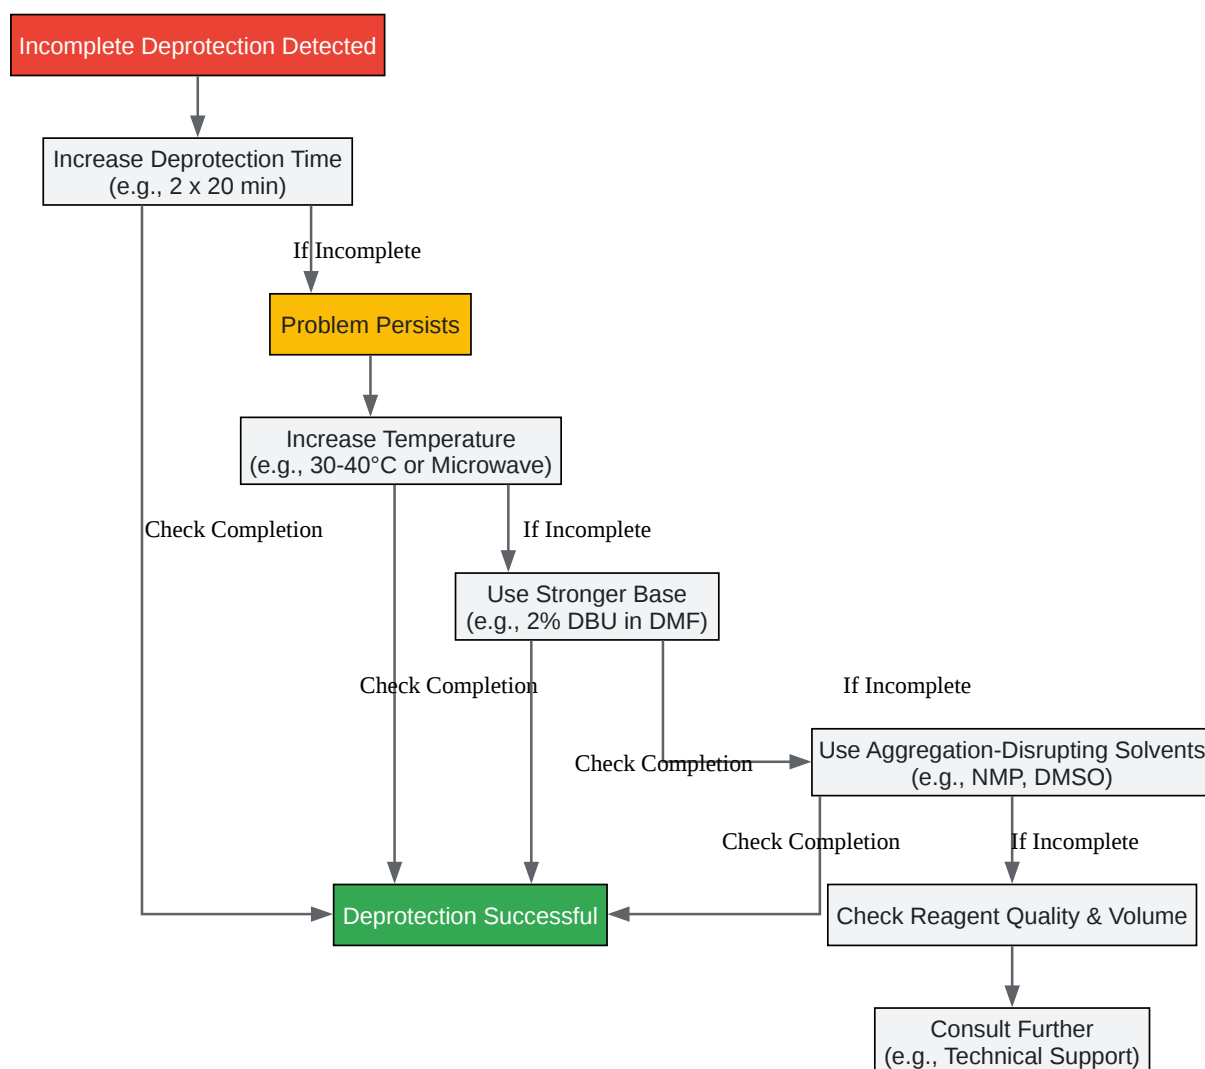 Incomplete Deprotection Detected
Increase Deprotection Time
(e.g., 2 x 20 min)
If Incomplete
Problem Persists
Increase Temperature
(e.g., 30-40°C or Microwave)
Check Completion
If Incomplete
Use Stronger Base
(e.g., 2% DBU in DMF)
Check Completion
If Incomplete
Use Aggregation-Disrupting Solvents
(e.g., NMP, DMSO)
Check Completion
Check Completion
If Incomplete
Deprotection Successful
Check Reagent Quality & Volume
Consult Further
(e.g., Technical Support)